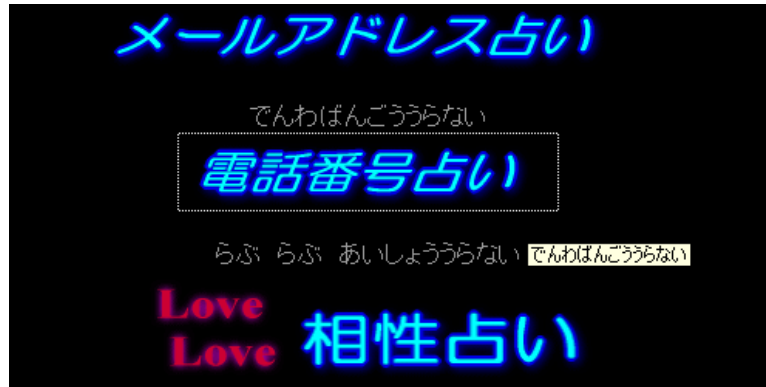 メールアドレス占い
でんわばんごううらない
電話番号占い
らぶ らぶ あいしょううらない でんわばんごううらない
Love
Love 相性占い